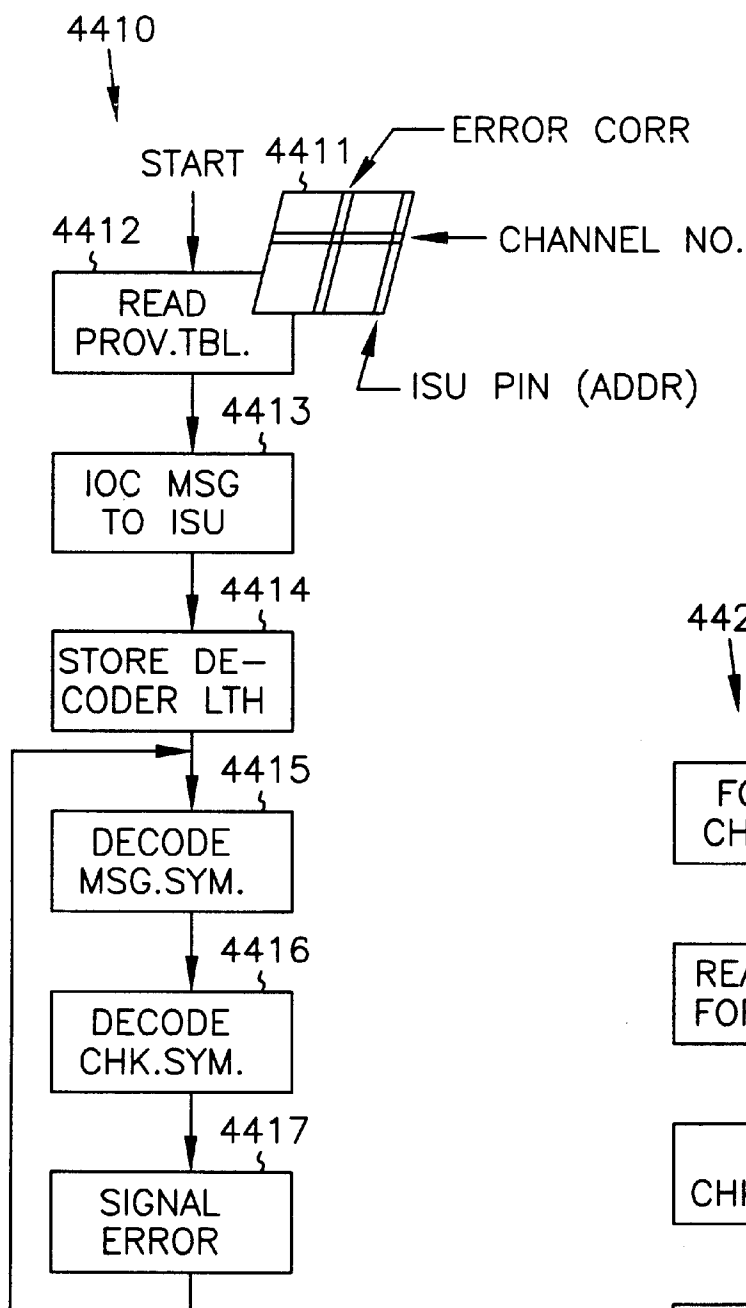 4410
START
4411
ERROR CORR
4412
CHANNEL NO.
READ
PROV.TBL.
ISU PIN (ADDR)
4413
IOC MSG
TO ISU
4414
STORE DE-
CODER LTH
4415
DECODE
MSG.SYM.
4416
DECODE
CHK.SYM.
4417
SIGNAL
ERROR